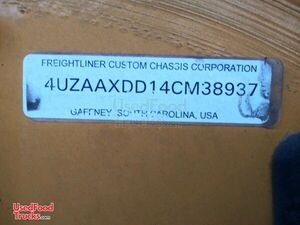 FREIGHTLINER CUSTOM CHASSIS CORPORATION
4UZAAXDD14CM38937
GAFFNEY, SOUTH CAROLINA, USA
UsedFood
Trucks.com